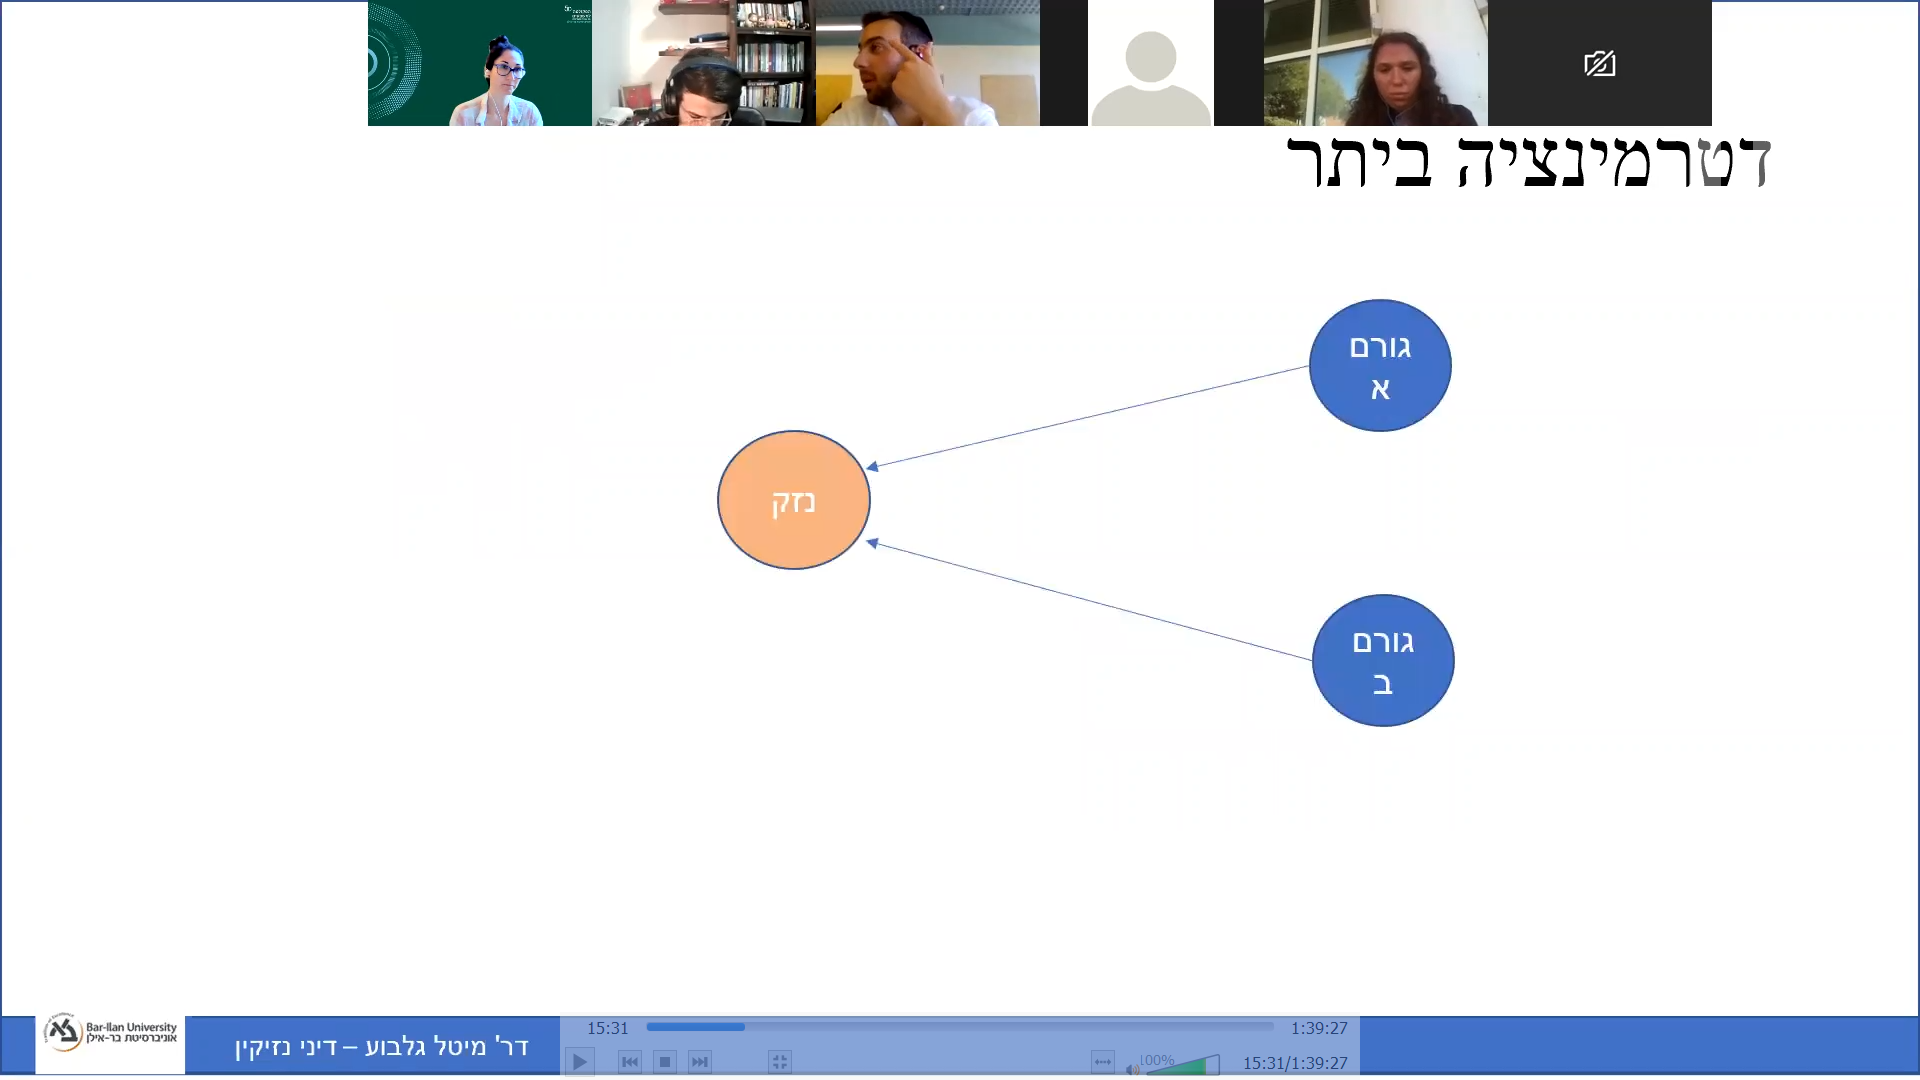 דטרמינציה ביתר
גורם
א
נזק
גורם
ב
Bar-Ilan University
אוניברסיטת בר-אילן
דר' מיטל גלבוע – דיני נזיקין
15:31
1:39:27
100%
15:31/1:39:27